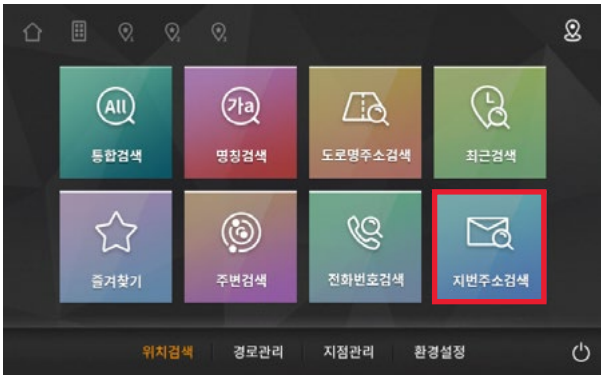 All
가a
통합검색
명칭검색
도로명주소검색
최근검색
즐겨찾기
주변검색
전화번호검색
지번주소검색
위치검색 경로관리 지점관리 환경설정